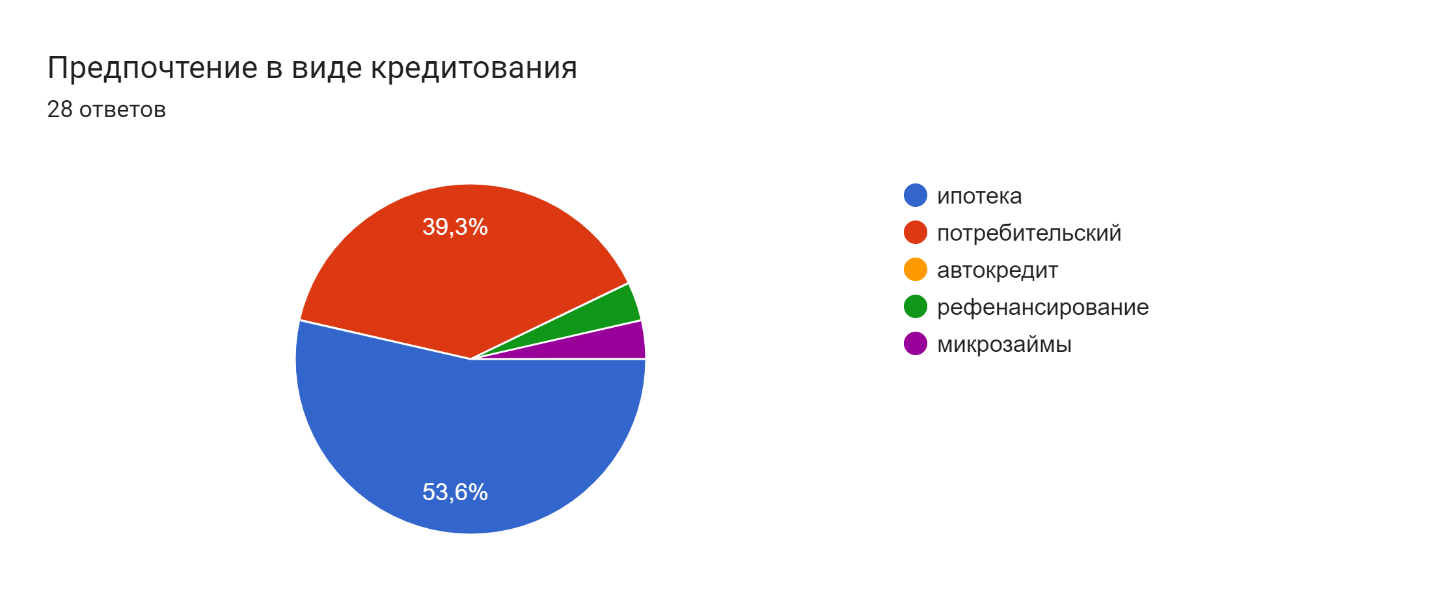 Предпочтение в виде кредитования
28 ответов
39,3%
53,6%
ипотека
потребительский
автокредит
рефенансирование
микрозаймы